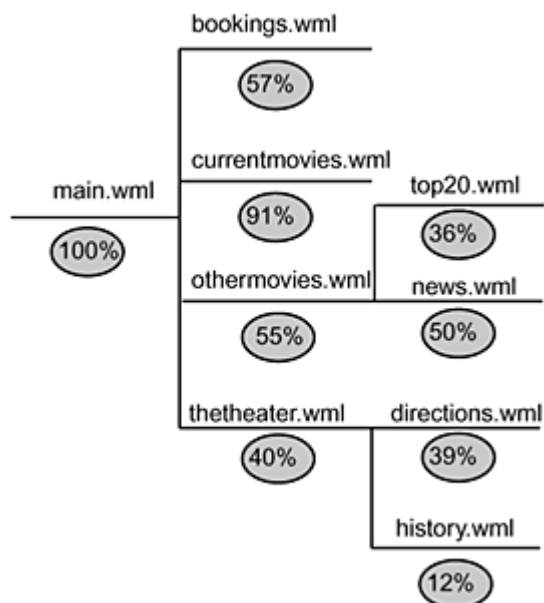 bookings.wml
57%
currentmovies.wml
91%
main.wml
100%
top20.wml
36%
othermovies.wml
55%
news.wml
50%
thetheater.wml
40%
directions.wml
39%
history.wml
12%